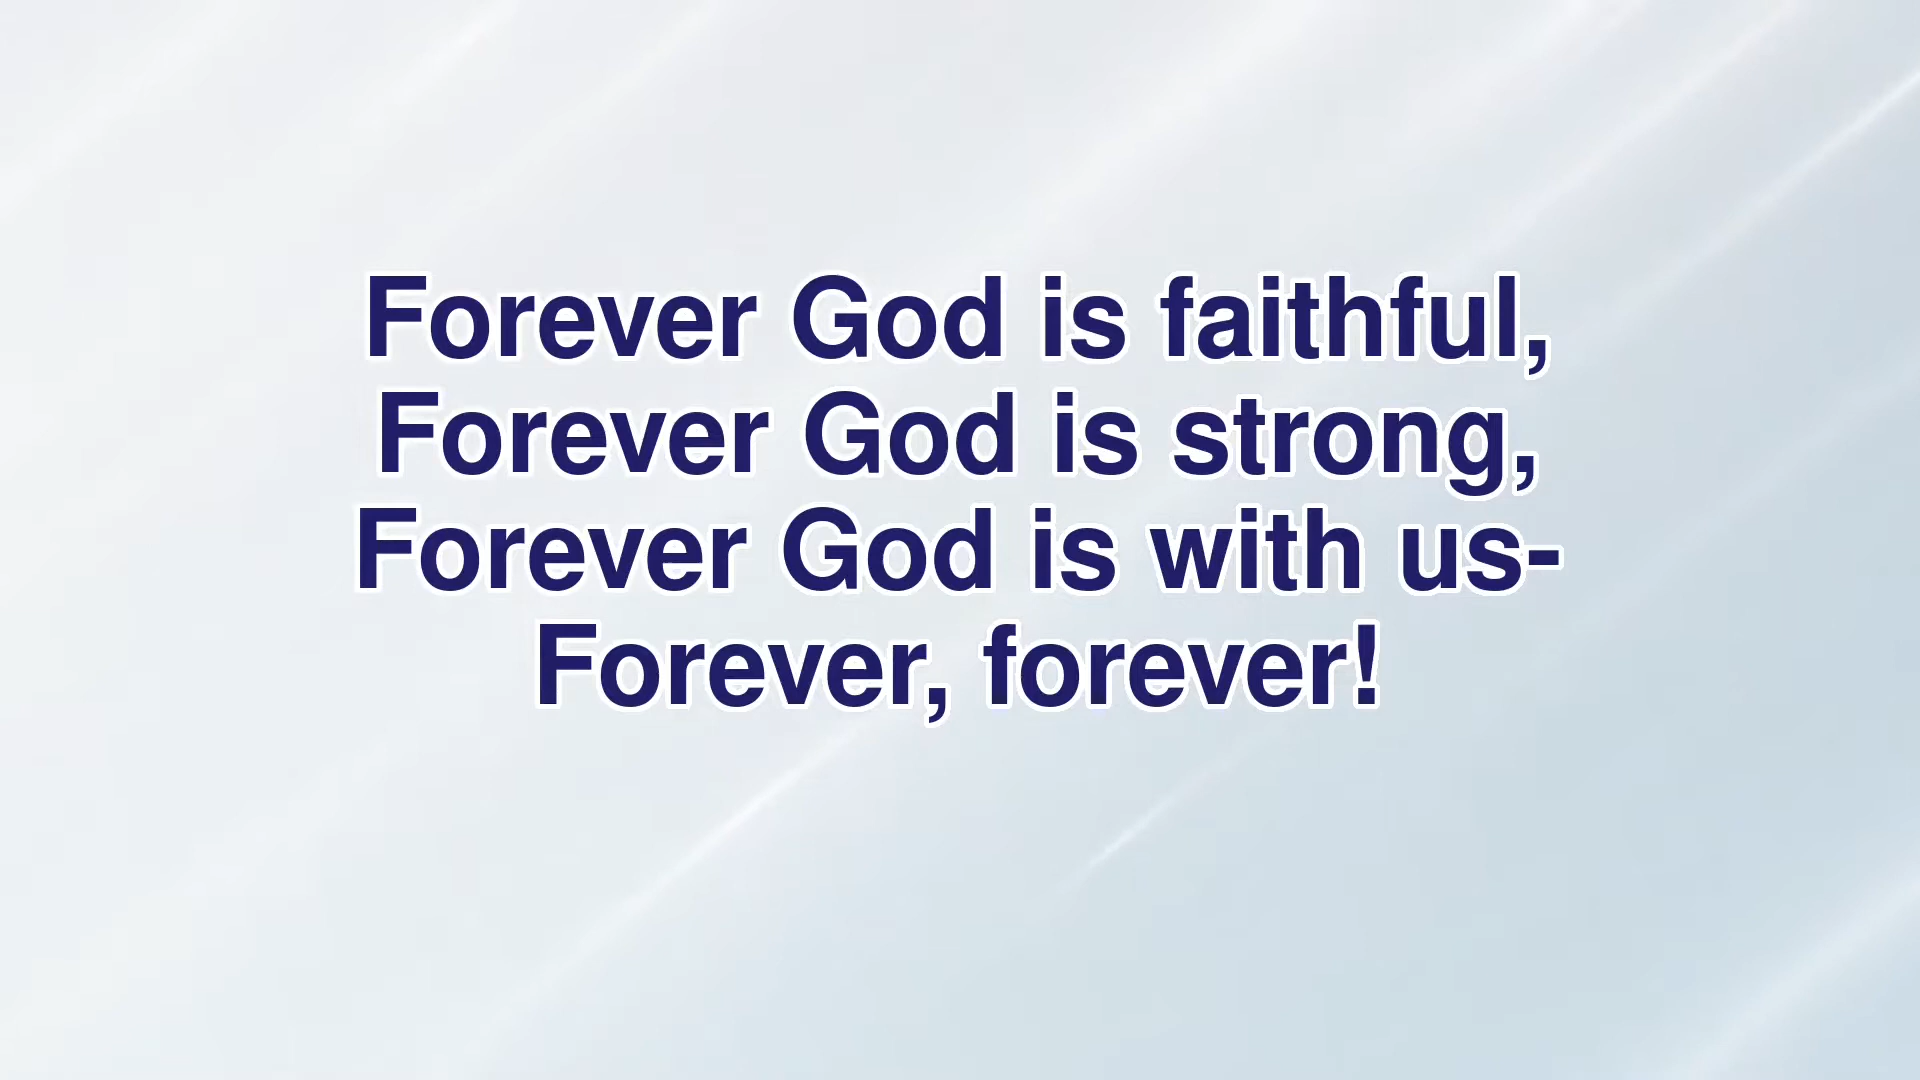 Forever God is faithful,
Forever God is strong,
Forever God is with us-
Forever, forever!